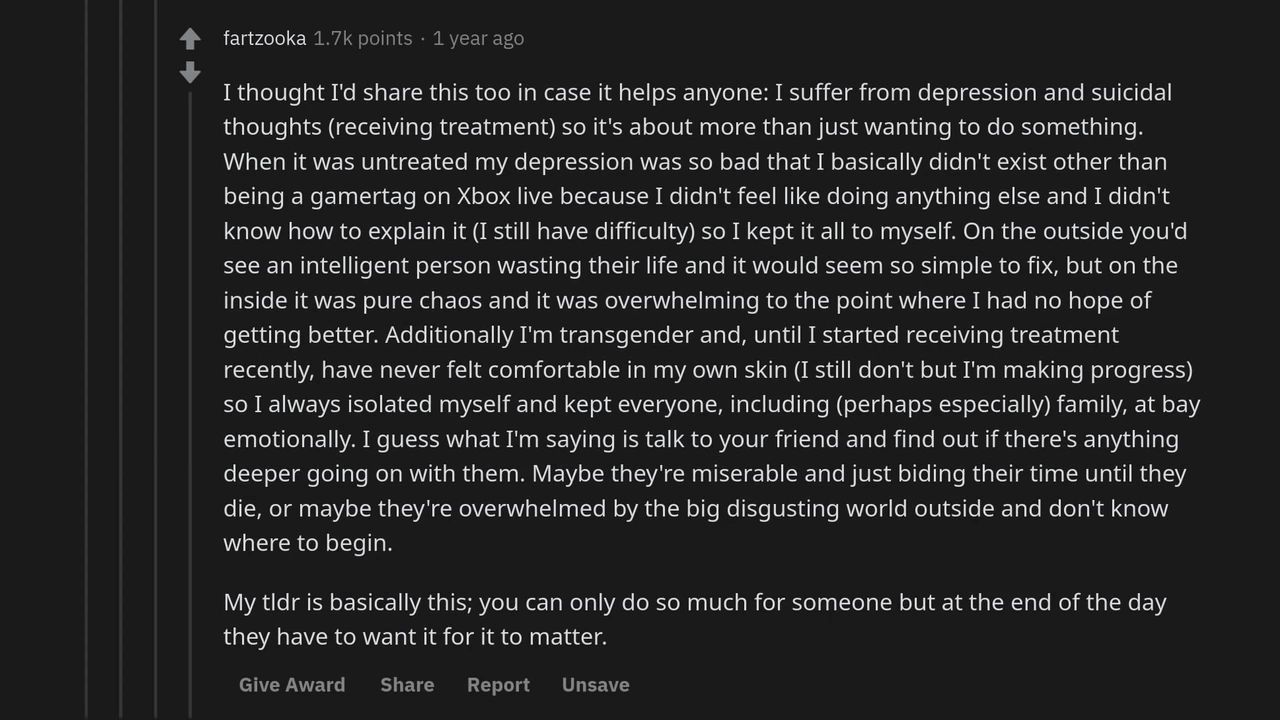 fartzooka 1.7k points · 1 year ago
I thought I'd share this too in case it helps anyone: I suffer from depression and suicidal
thoughts (receiving treatment) so it's about more than just wanting to do something.
When it was untreated my depression was so bad that I basically didn't exist other than
being a gamertag on Xbox live because I didn't feel like doing anything else and I didn't
know how to explain it (I still have difficulty) so I kept it all to myself. On the outside you'd
see an intelligent person wasting their life and it would seem so simple to fix, but on the
inside it was pure chaos and it was overwhelming to the point where I had no hope of
getting better. Additionally I'm transgender and, until I started receiving treatment
recently, have never felt comfortable in my own skin (I still don't but I'm making progress)
so I always isolated myself and kept everyone, including (perhaps especially) family, at bay
emotionally. I guess what I'm saying is talk to your friend and find out if there's anything
deeper going on with them. Maybe they're miserable and just biding their time until they
die, or maybe they're overwhelmed by the big disgusting world outside and don't know
where to begin.
My tldr is basically this; you can only do so much for someone but at the end of the day
they have to want it for it to matter.
Give Award Share Report Unsave